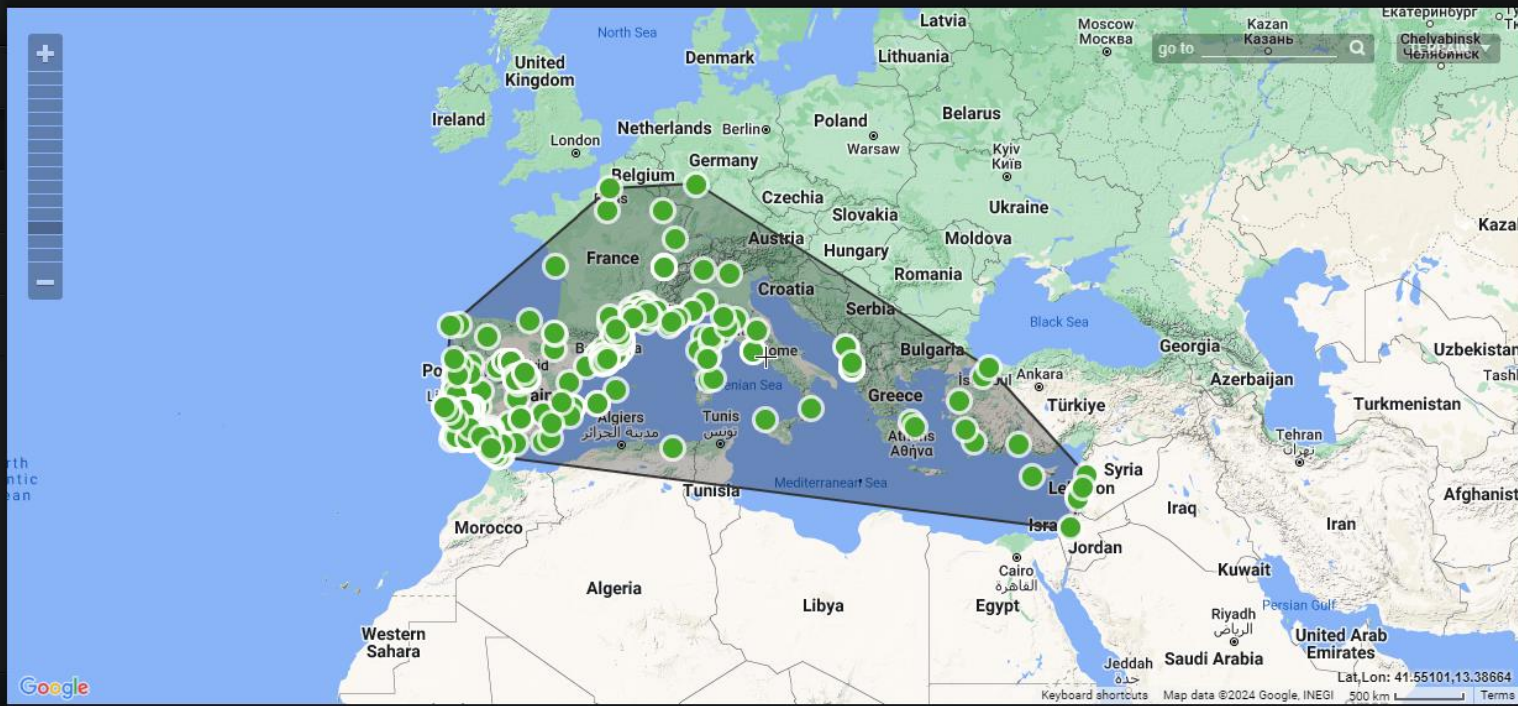 Latvia
Екатеринбург
Moscow
Москва
Kazan
Казань
go to
Chelyabinsk
Челябинск
TERRAIN
North Sea
Denmark
Lithuania
United
Kingdom
Ireland
Netherlands
Berlin
Poland
Warsaw
Belarus
London
Kyiv
Київ
Germany
Belgium
Czechia
Slovakia
Ukraine
Austria
Hungary
Moldova
France
Romania
Croatia
Serbia
Black Sea
Bulgaria
Georgia
Ankara
Azerbaijan
Türkiye
Turkmenistan
Greece
Algiers
مدينة الجزائر
Tunis
تونس
Αθήνα
Tehran
تهران
Syria
Mediterranean Sea
Tunisia
Iraq
Iran
Morocco
Jordan
Cairo
القاهرة
Kuwait
Algeria
Libya
Egypt
Persian Gulf
Riyadh
الرياض
Western
Sahara
United Arab
Emirates
Jeddah
جدة
Saudi Arabia
Lat,Lon: 41.55101,13.38664
Google
Keyboard shortcuts
Map data ©2024 Google, INEGI
500 km
Terms